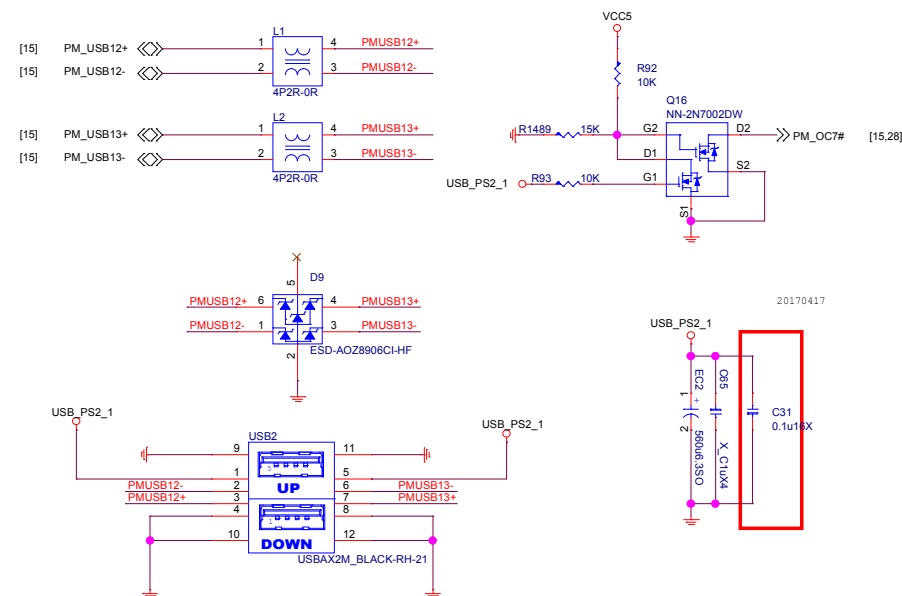 L1
[15] PM_USB12+ 1 4 PMUSB12+
[15] PM_USB12- 2 3 PMUSB12-
4P2R-0R
L2
[15] PM_USB13+ 1 4 PMUSB13+
[15] PM_USB13- 2 3 PMUSB13-
4P2R-0R
VCC5
R92
10K
Q16
NN-2N7002DW
R1489 15K G2 D2 PM_OC7# [15,28]
D1 S2
USB_PS2_1 R93 10K G1
S1
5 D9
PMUSB12+ 6 4 PMUSB13+
PMUSB12- 1 3 PMUSB13-
2 ESD-AOZ8906CI-HF
20170417
USB_PS2_1
1 EC2 + C65
2 560u6.3SO X_C1uX4
C31
0.1u16X
USB_PS2_1 USB_PS2_1
USB2
9 11
1 5 5
PMUSB12- 2 UP 6 PMUSB13-
PMUSB12+ 3 7 PMUSB13+
4 1 8
10 DOWN 12
USBAX2M_BLACK-RH-21